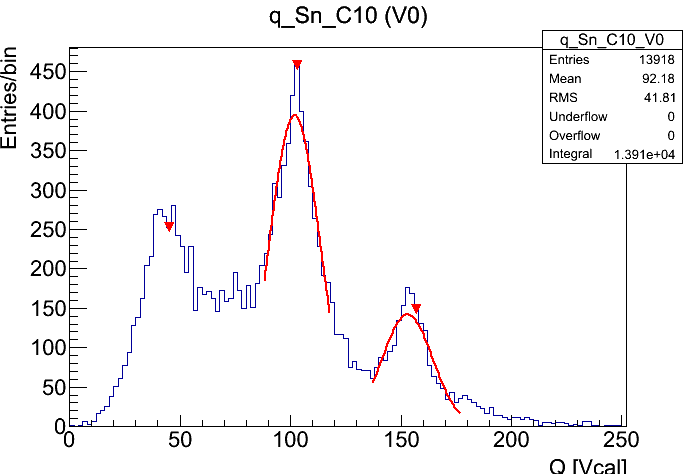 q_Sn_C10 (V0)
q_Sn_C10_V0
Entries 13918
Mean 92.18
RMS 41.81
Underflow 0
Overflow 0
Integral 1.391e+04
Entries/bin
450
400
350
300
250
200
150
100
50
0
0 50 100 150 200 250
Q [Vcal]